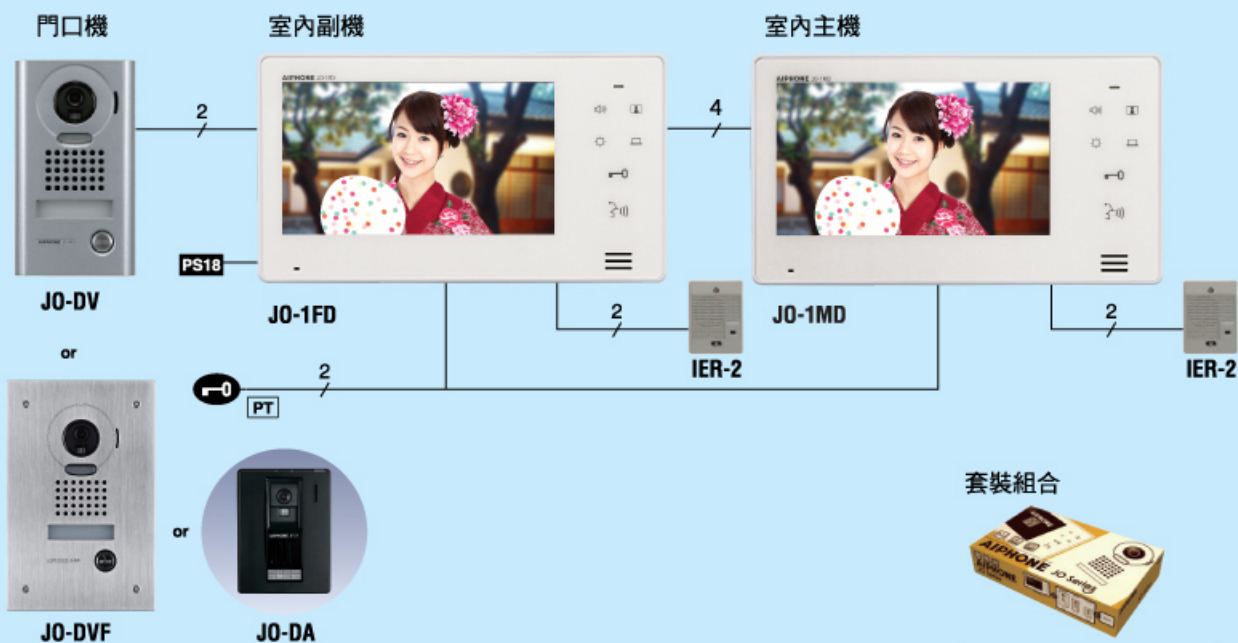 門口機
室內副機
室內主機
AIPHONE
AIPHONE
2
4
PS18
JO-DV
JO-1FD
JO-1MD
2
2
IER-2
IER-2
or
2
PT
or
套裝組合
AIPHONE JO Series
AIPHONE
JO-DVF
JO-DA